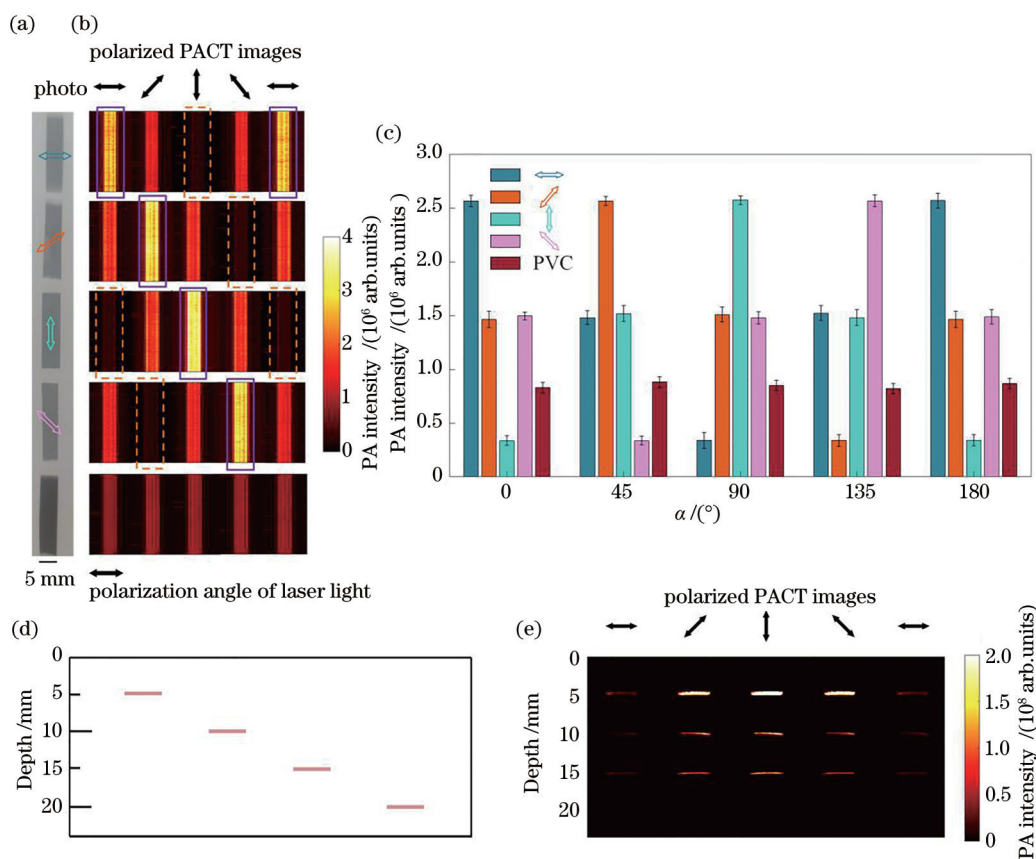 (a)
(b)
polarized PACT images
photo
4
3
2
1
0
PA intensity /(10⁶ arb.units)
5 mm
polarization angle of laser light
(c)
3.0
2.5
2.0
1.5
1.0
0.5
0
PA intensity /(10⁶ arb.units)
PVC
0 45 90 135 180
α /(°)
(d)
0
5
10
15
20
Depth /mm
(e)
polarized PACT images
0
5
10
15
20
Depth /mm
2.0
1.5
1.0
0.5
0
PA intensity /(10⁸ arb.units)